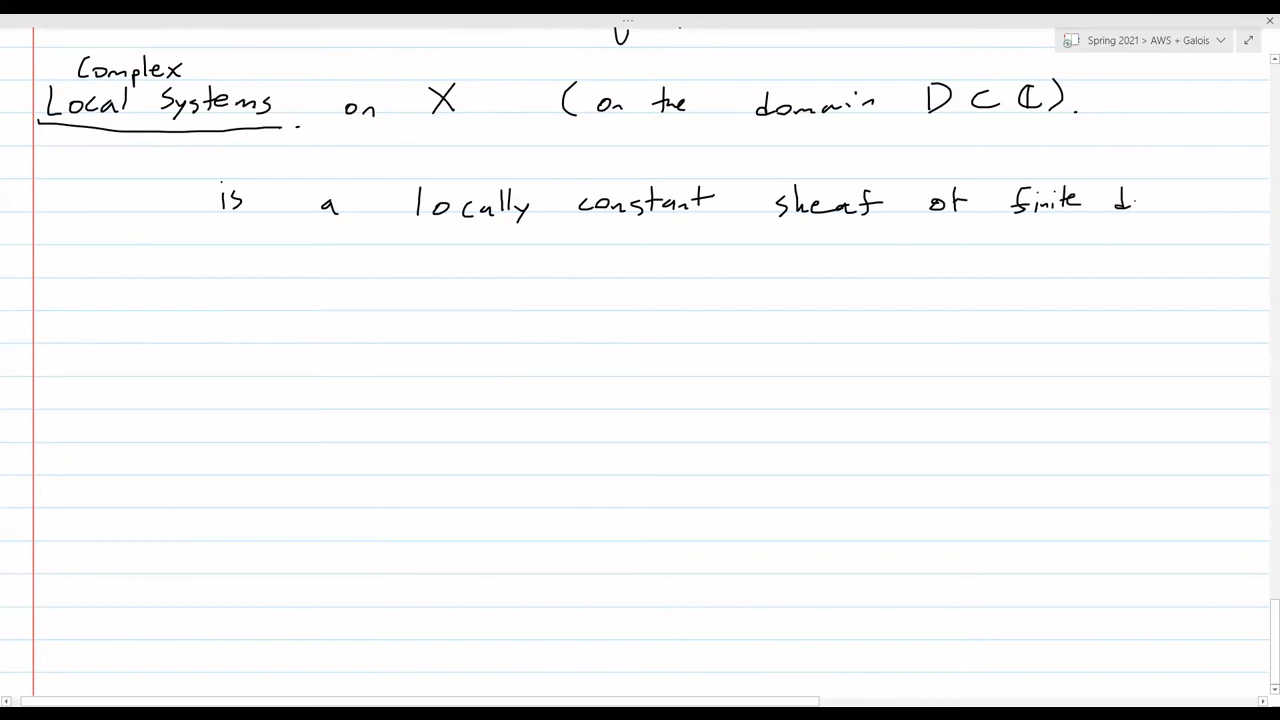 Spring 2021 > AWS + Galois
Complex
Local Systems. on X (on the domain D ⊂ ℂ).
is a locally constant sheaf of finite d